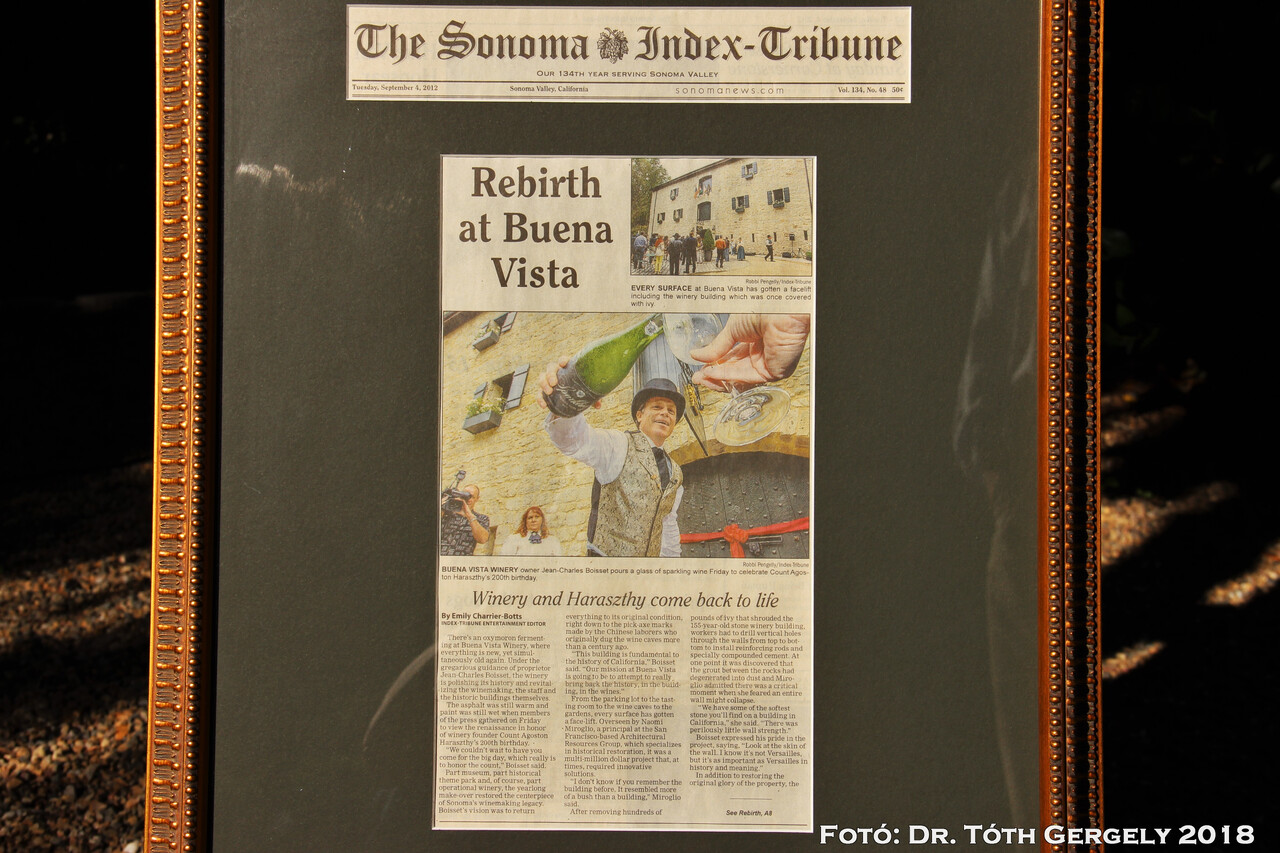 The Sonoma Index-Tribune
Our 134th year serving Sonoma Valley
Tuesday, September 4, 2012 Sonoma Valley, California sonomanews.com Vol. 134, No. 48 50¢
Rebirth
at Buena
Vista
Robbi Pengelly/Index-Tribune
EVERY SURFACE at Buena Vista has gotten a facelift
including the winery building which was once covered
with ivy.
Robbi Pengelly/Index-Tribune
BUENA VISTA WINERY owner Jean-Charles Boisset pours a glass of sparkling wine Friday to celebrate Count Agos-
ton Haraszthy's 200th birthday.
Winery and Haraszthy come back to life
By Emily Charrier-Botts
INDEX-TRIBUNE ENTERTAINMENT EDITOR
There's an oxymoron ferment-
ing at Buena Vista Winery, where
everything is new, yet simul-
taneously old again. Under the
gregarious guidance of proprietor
Jean-Charles Boisset, the winery
is polishing its history and revital-
izing the winemaking, the staff and
the historic buildings themselves.
The asphalt was still warm and
paint was still wet when members
of the press gathered on Friday
to view the renaissance in honor
of winery founder Count Agoston
Haraszthy's 200th birthday.
"We couldn't wait to have you
come for the big day, which really is
to honor the count," Boisset said.
Part museum, part historical
theme park and, of course, part
operational winery, the yearlong
make-over restored the centerpiece
of Sonoma's winemaking legacy.
Boisset's vision was to return
everything to its original condition,
right down to the pick-axe marks
made by the Chinese laborers who
originally dug the wine caves more
than a century ago.
"This building is fundamental to
the history of California," Boisset
said. "Our mission at Buena Vista
is going to be to attempt to really
bring back the history, in the build-
ing, in the wines."
From the parking lot to the tast-
ing room to the wine caves to the
gardens, every surface has gotten
a face-lift. Overseen by Naomi
Miroglio, a principal at the San
Francisco-based Architectural
Resources Group, which specializes
in historical restoration, it was a
multi-million dollar project that, at
times, required innovative
solutions.
"I don't know if you remember the
building before. It resembled more
of a bush than a building," Miroglio
said.
After removing hundreds of
pounds of ivy that shrouded the
155-year-old stone winery building,
workers had to drill vertical holes
through the walls from top to bot-
tom to install reinforcing rods and
specially compounded cement. At
one point it was discovered that
the grout between the rocks had
degenerated into dust and Miro-
glio admitted there was a critical
moment when she feared an entire
wall might collapse.
"We have some of the softest
stone you'll find on a building in
California," she said. "There was
perilously little wall strength."
Boisset expressed his pride in the
project, saying, "Look at the skin of
the wall. I know it's not Versailles,
but it's as important as Versailles in
history and meaning."
In addition to restoring the
original glory of the property, the
See Rebirth, A8
Fotó: Dr. Tóth Gergely 2018